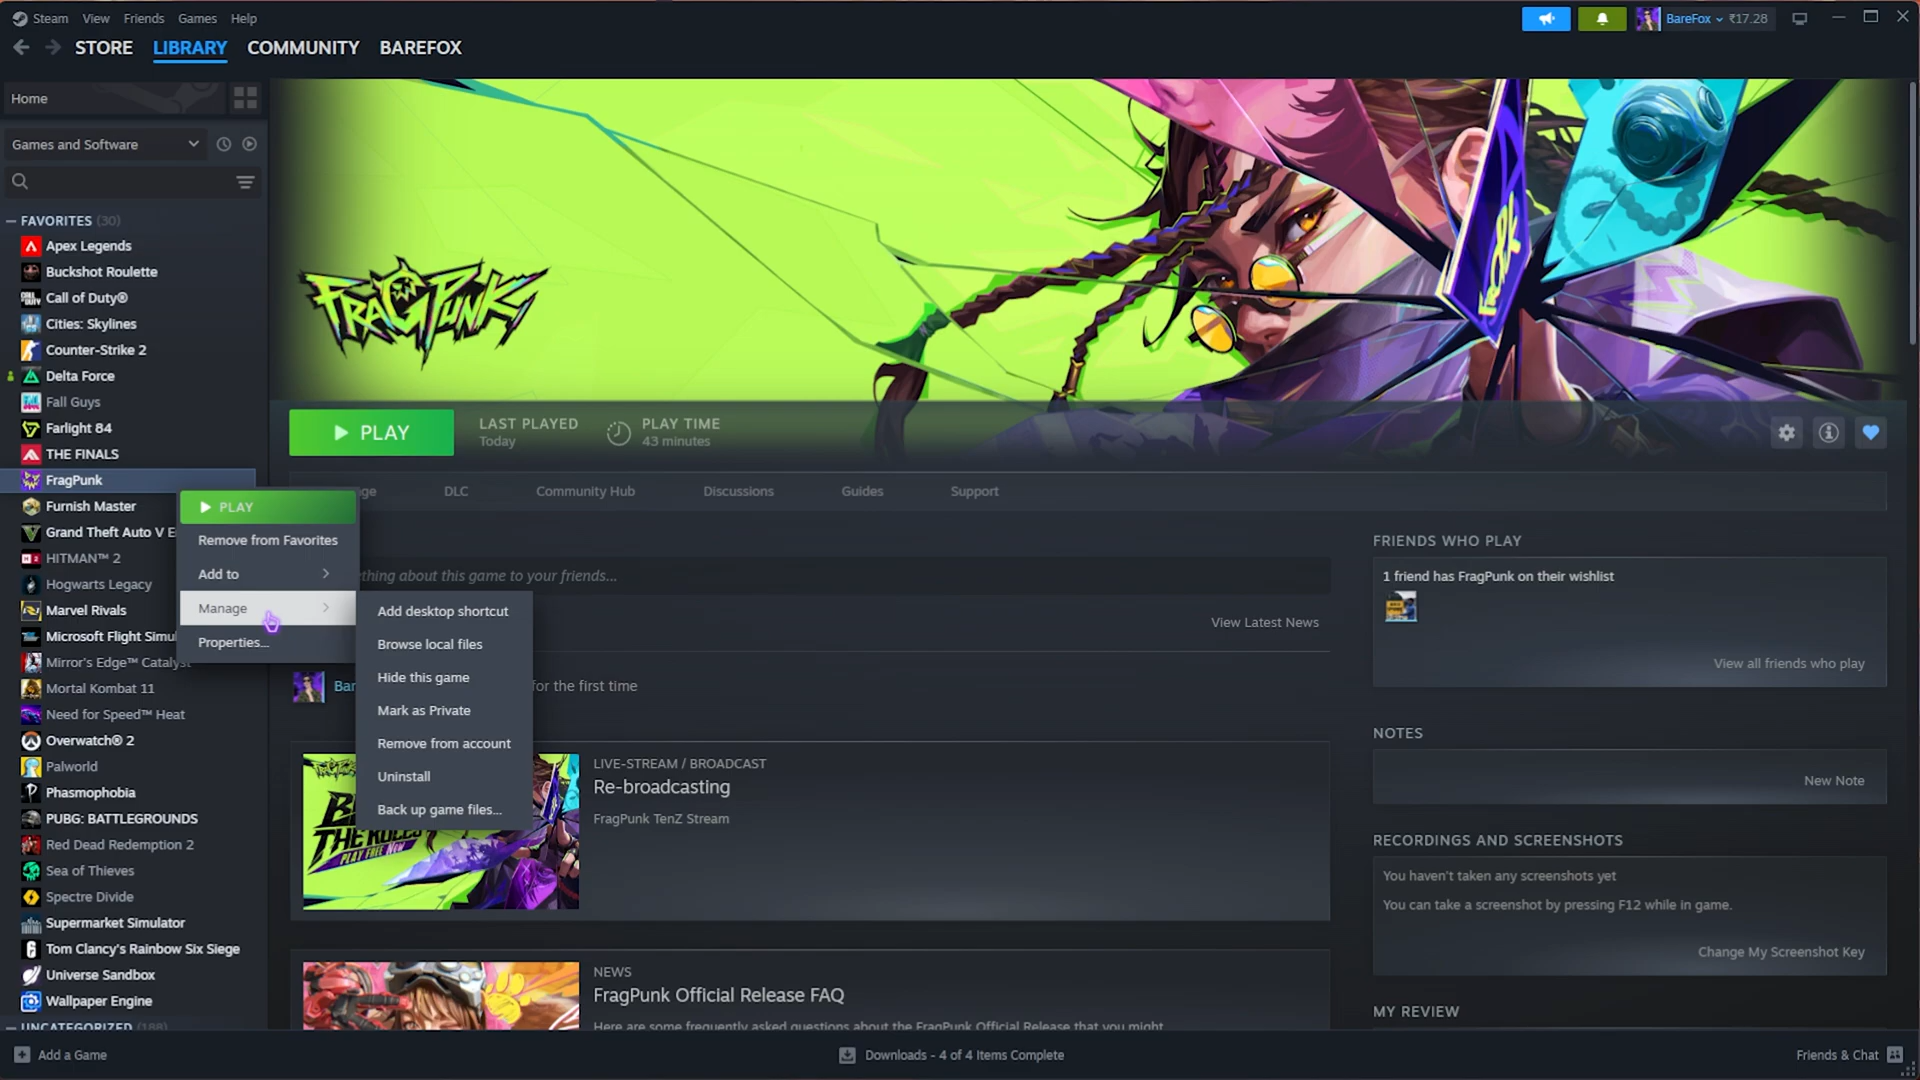 Steam View Friends Games Help
BareFox ₹17.28
STORE LIBRARY COMMUNITY BAREFOX
Home
Games and Software
FAVORITES (30)
Apex Legends
Buckshot Roulette
Call of Duty®
Cities: Skylines
Counter-Strike 2
Delta Force
Fall Guys
Farlight 84
THE FINALS
FragPunk
Furnish Master
Grand Theft Auto V E
HITMAN™ 2
Hogwarts Legacy
Marvel Rivals
Microsoft Flight Simul
Mirror's Edge™ Catalyst
Mortal Kombat 11
Need for Speed™ Heat
Overwatch® 2
Palworld
Phasmophobia
PUBG: BATTLEGROUNDS
Red Dead Redemption 2
Sea of Thieves
Spectre Divide
Supermarket Simulator
Tom Clancy's Rainbow Six Siege
Universe Sandbox
Wallpaper Engine
UNCATEGORIZED (188)
PLAY
Remove from Favorites
Add to
Manage
Properties...
Add desktop shortcut
Browse local files
Hide this game
Mark as Private
Remove from account
Uninstall
Back up game files...
FRAGPUNK
PLAY
LAST PLAYED
Today
PLAY TIME
43 minutes
DLC Community Hub Discussions Guides Support
thing about this game to your friends...
View Latest News
Bar for the first time
THE RULES
PLAY FREE NOW
LIVE-STREAM / BROADCAST
Re-broadcasting
FragPunk TenZ Stream
NEWS
FragPunk Official Release FAQ
Here are some frequently asked questions about the FragPunk Official Release that you might
FRIENDS WHO PLAY
1 friend has FragPunk on their wishlist
View all friends who play
NOTES
New Note
RECORDINGS AND SCREENSHOTS
You haven't taken any screenshots yet
You can take a screenshot by pressing F12 while in game.
Change My Screenshot Key
MY REVIEW
Add a Game
Downloads - 4 of 4 Items Complete
Friends & Chat